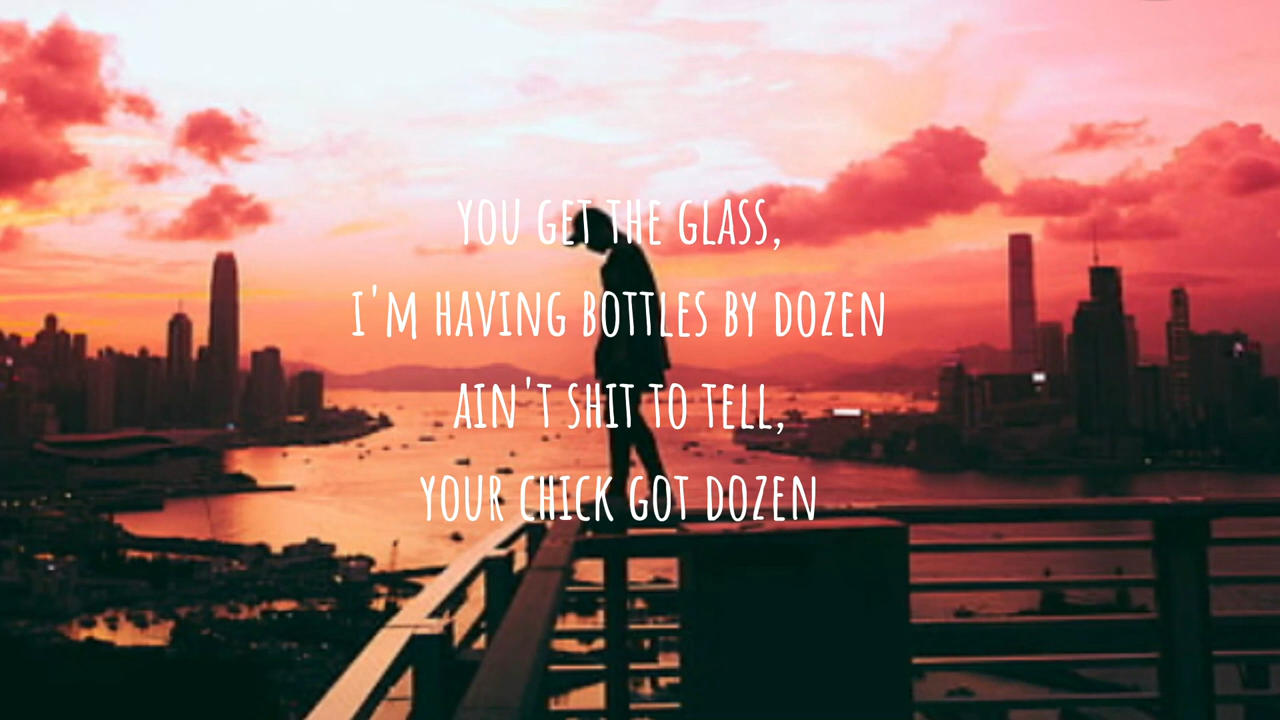 YOU GET THE GLASS,
I'M HAVING BOTTLES BY DOZEN
AIN'T SHIT TO TELL,
YOUR CHICK GOT DOZEN